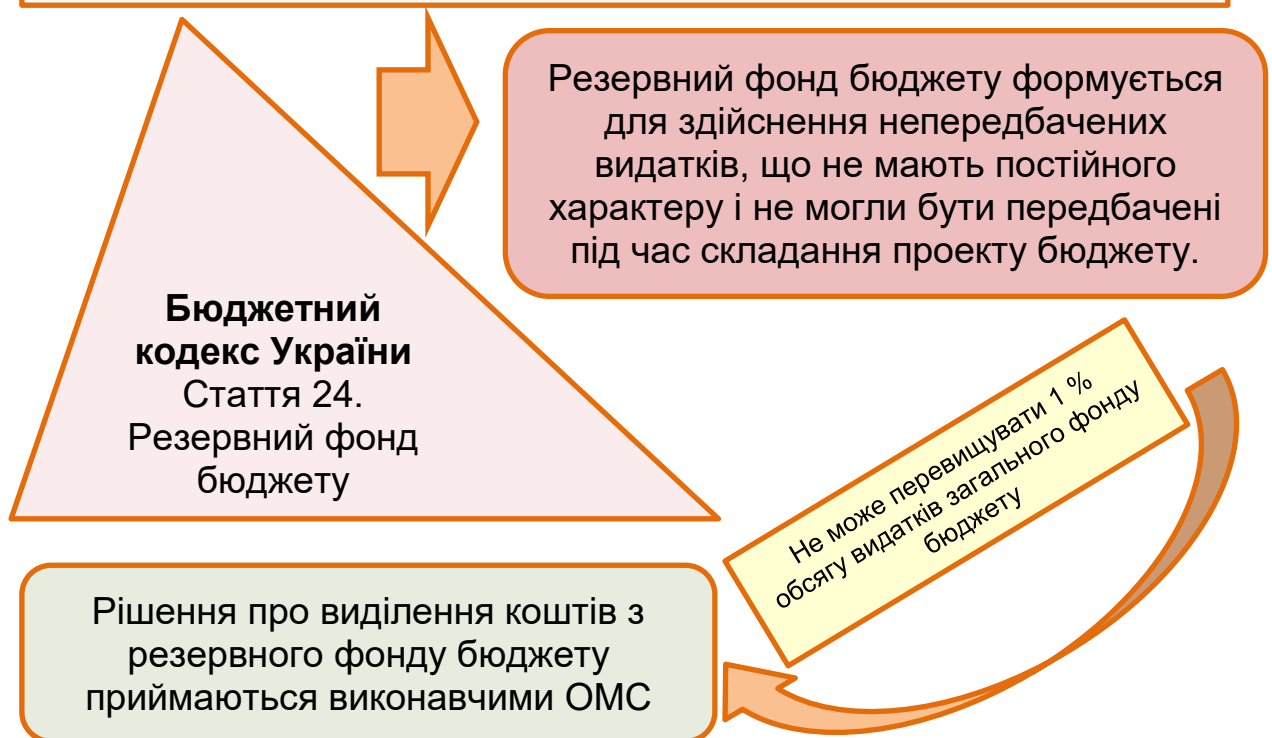 Резервний фонд бюджету формується
для здійснення непередбачених
видатків, що не мають постійного
характеру і не могли бути передбачені
під час складання проекту бюджету.
Бюджетний
кодекс України
Стаття 24.
Резервний фонд
бюджету
Не може перевищувати 1 %
обсягу видатків загального фонду
бюджету
Рішення про виділення коштів з
резервного фонду бюджету
приймаються виконавчими ОМС